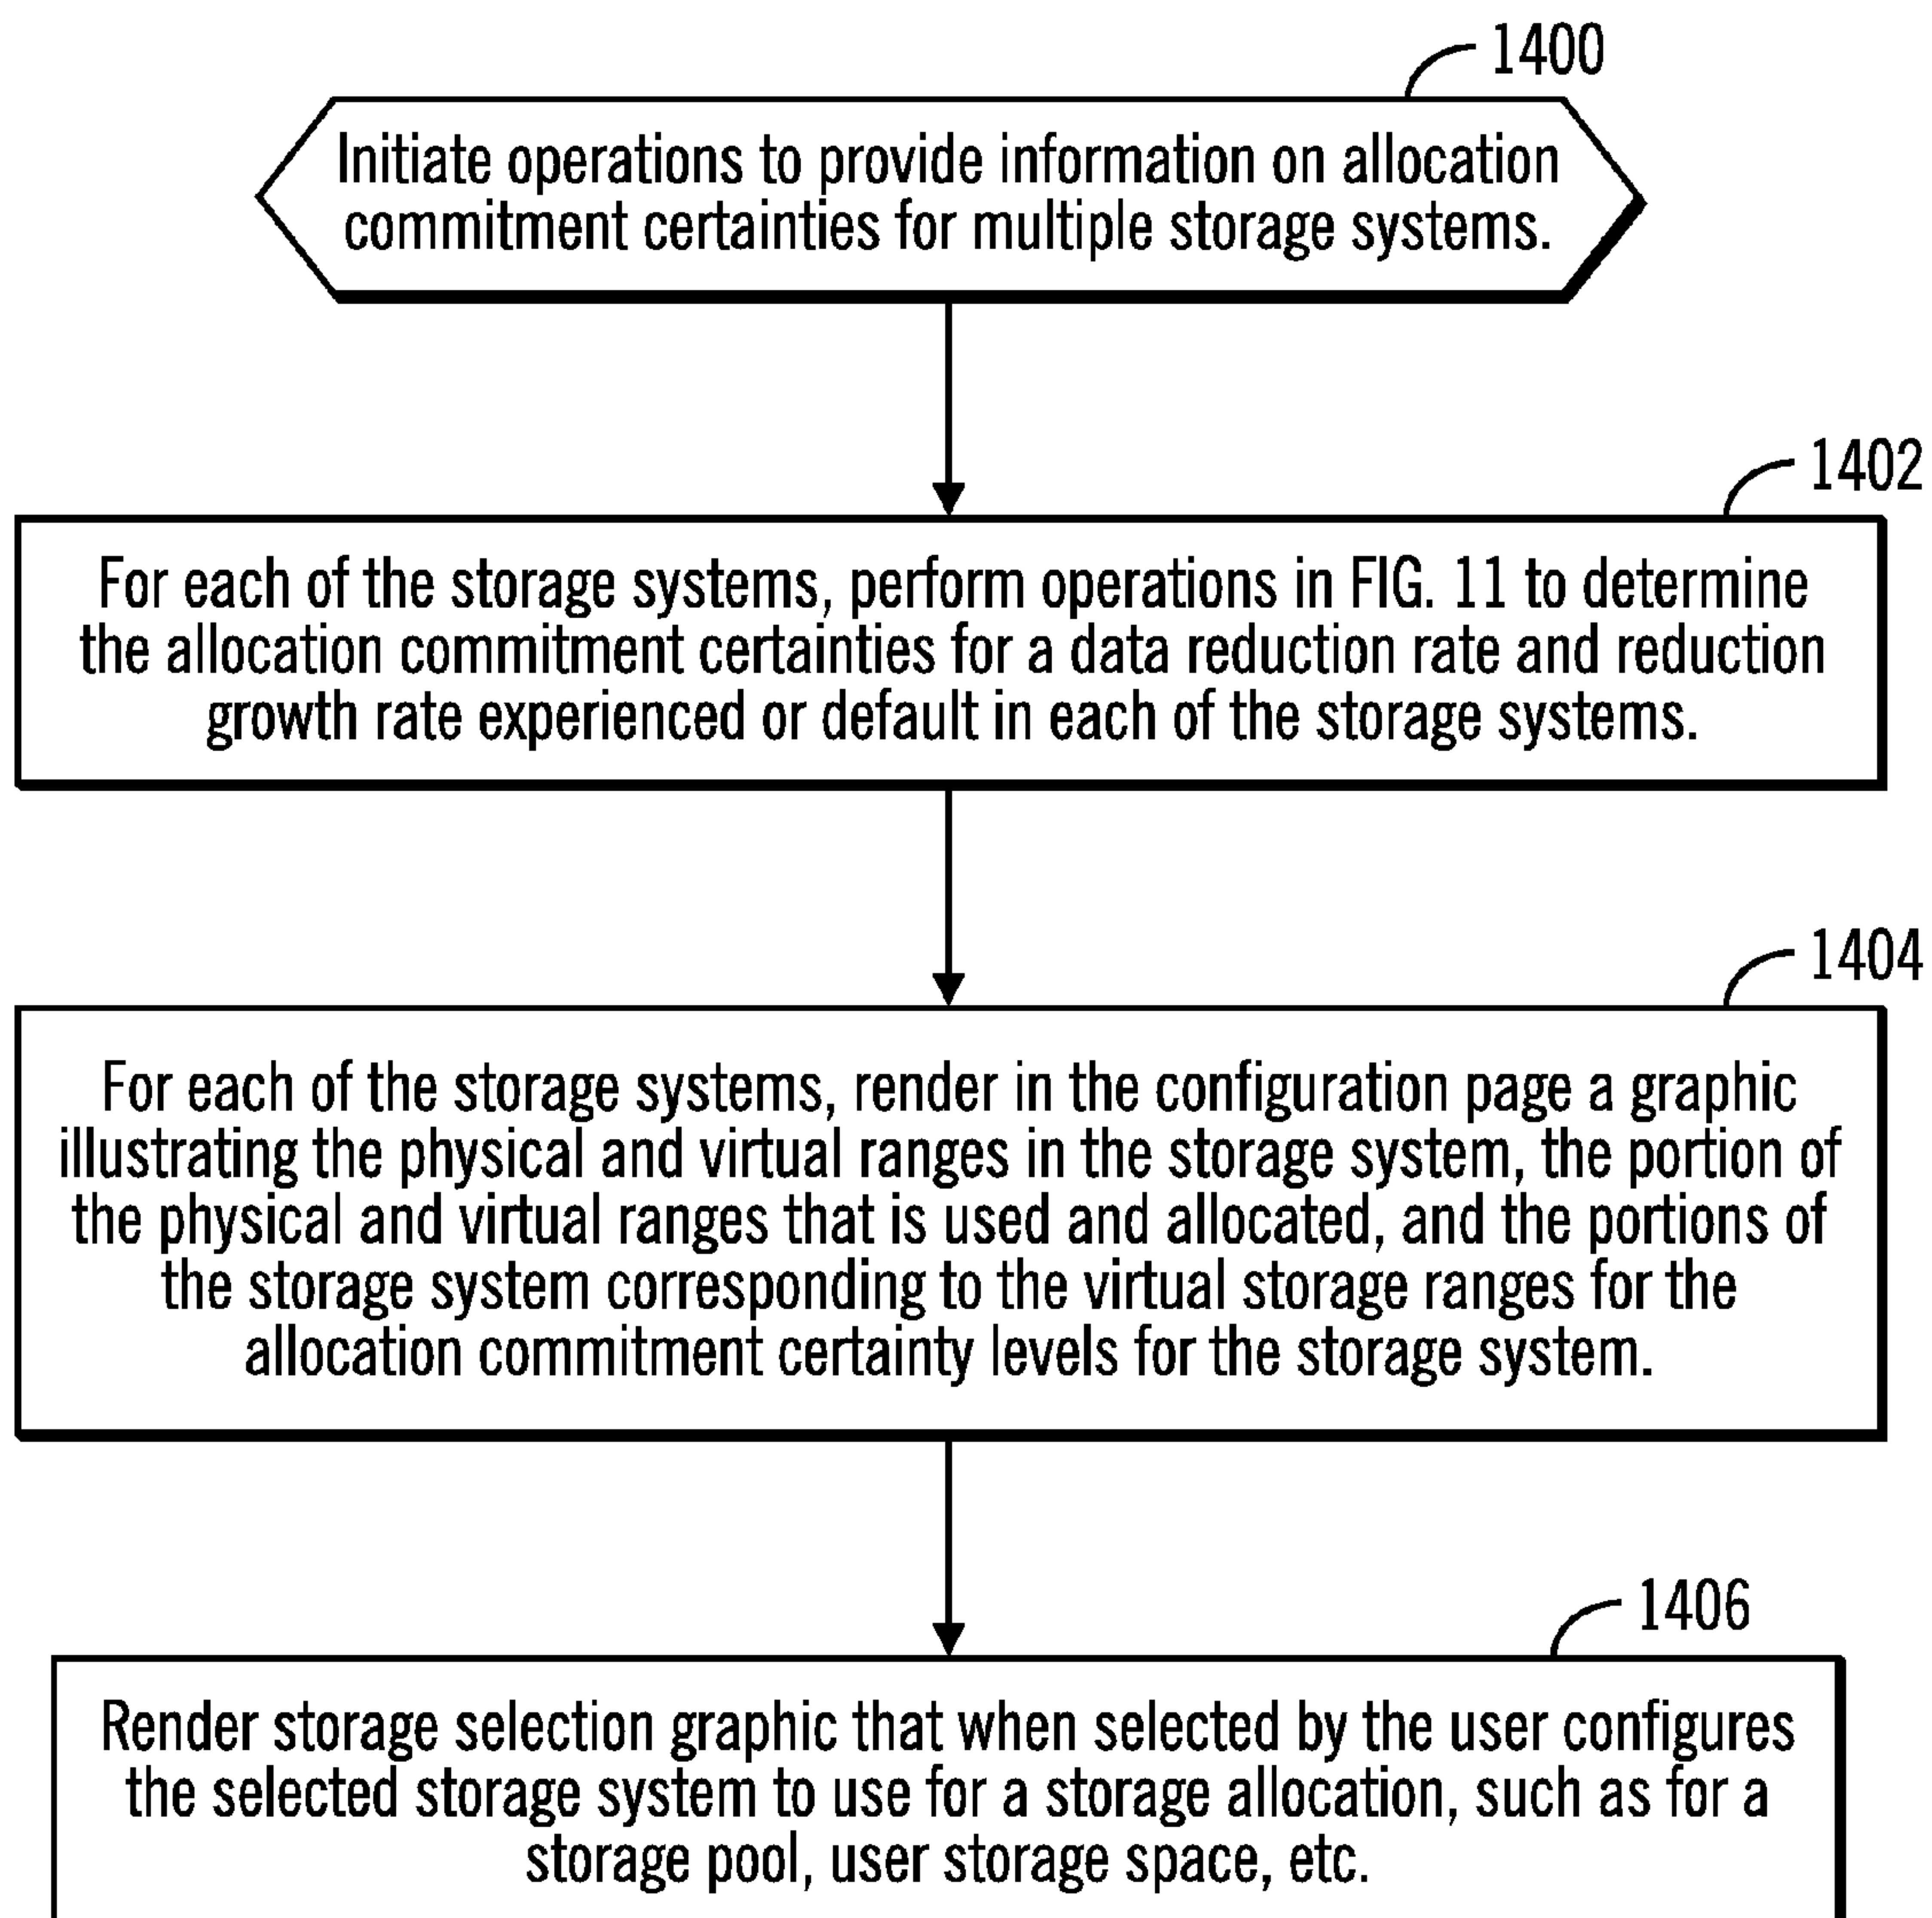 1400
Initiate operations to provide information on allocation
commitment certainties for multiple storage systems.
1402
For each of the storage systems, perform operations in FIG. 11 to determine
the allocation commitment certainties for a data reduction rate and reduction
growth rate experienced or default in each of the storage systems.
1404
For each of the storage systems, render in the configuration page a graphic
illustrating the physical and virtual ranges in the storage system, the portion of
the physical and virtual ranges that is used and allocated, and the portions of
the storage system corresponding to the virtual storage ranges for the
allocation commitment certainty levels for the storage system.
1406
Render storage selection graphic that when selected by the user configures
the selected storage system to use for a storage allocation, such as for a
storage pool, user storage space, etc.